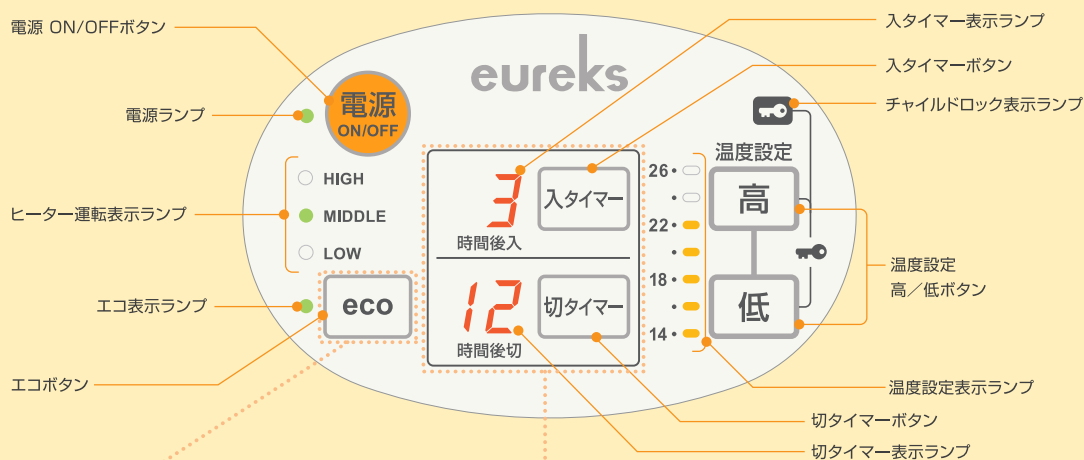 電源 ON/OFFボタン
電源ランプ
ヒーター運転表示ランプ
エコ表示ランプ
エコボタン
eureks
電源
ON/OFF
HIGH
MIDDLE
LOW
eco
3
時間後入
入タイマー
12
時間後切
切タイマー
温度設定
26・
・
22・
・
18・
・
14・
高
低
入タイマー表示ランプ
入タイマーボタン
チャイルドロック表示ランプ
温度設定
高／低ボタン
温度設定表示ランプ
切タイマーボタン
切タイマー表示ランプ